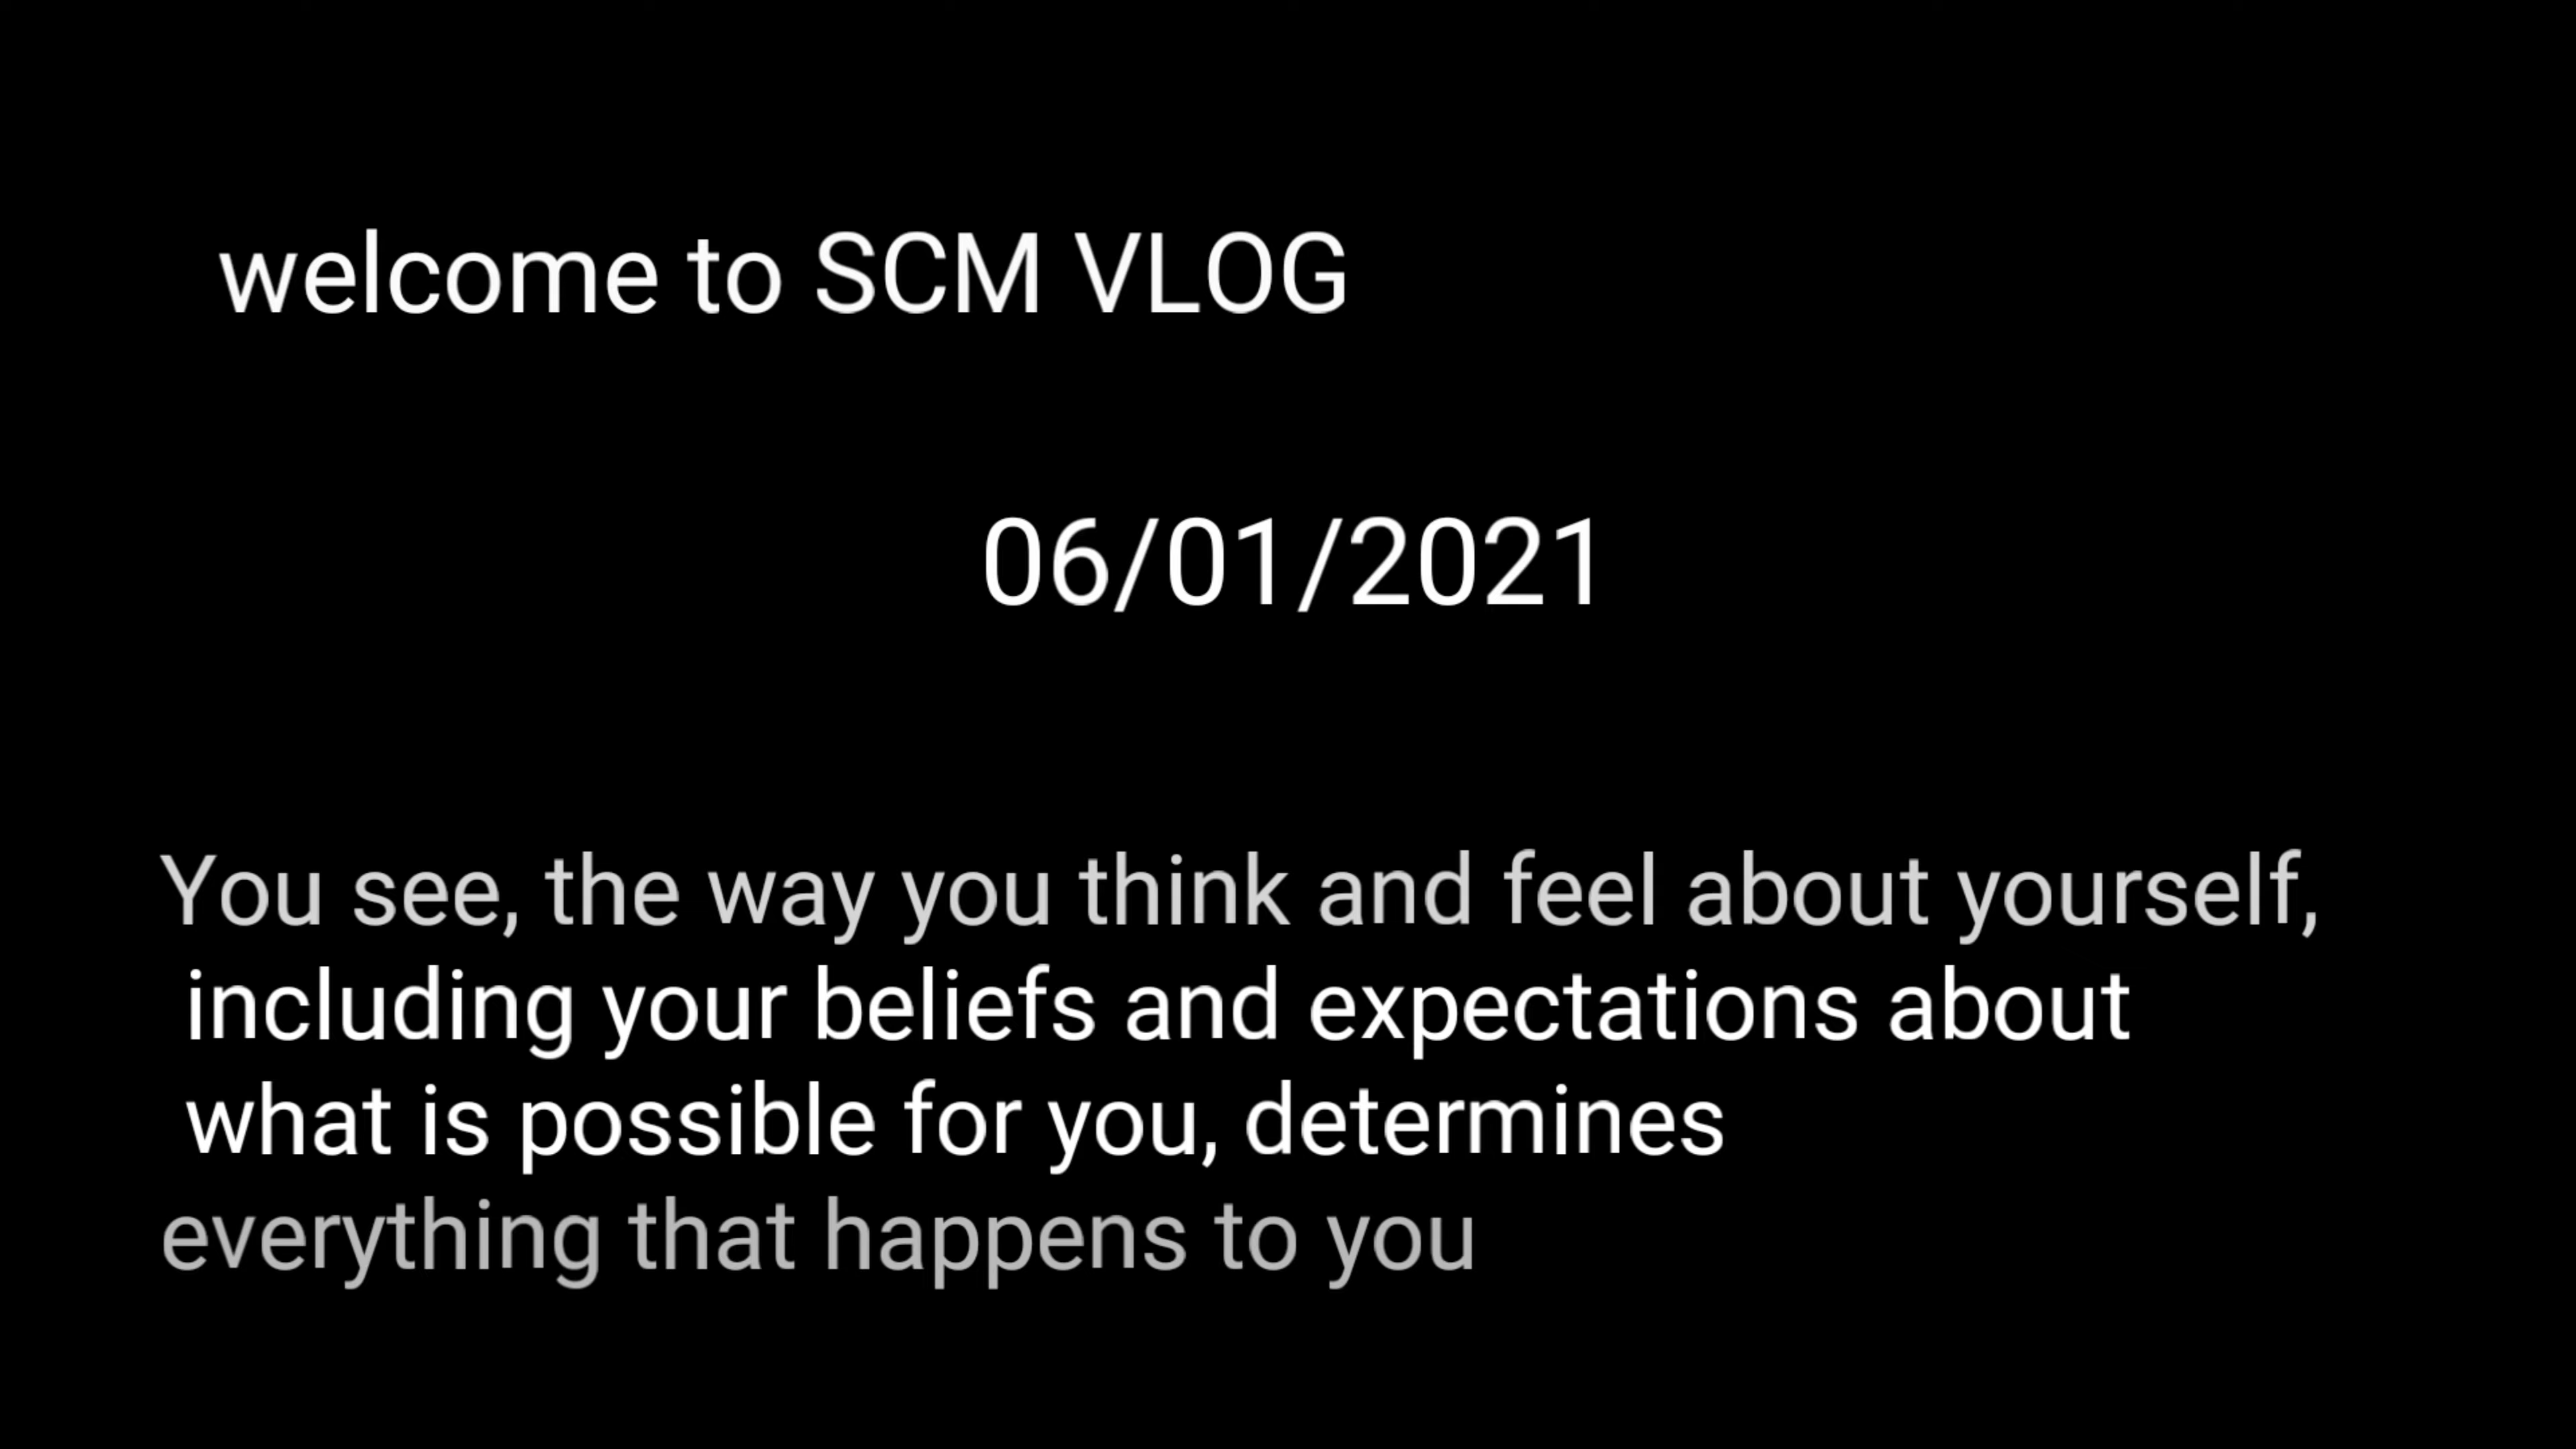 welcome to SCM VLOG
06/01/2021
You see, the way you think and feel about yourself,
including your beliefs and expectations about
what is possible for you, determines
everything that happens to you